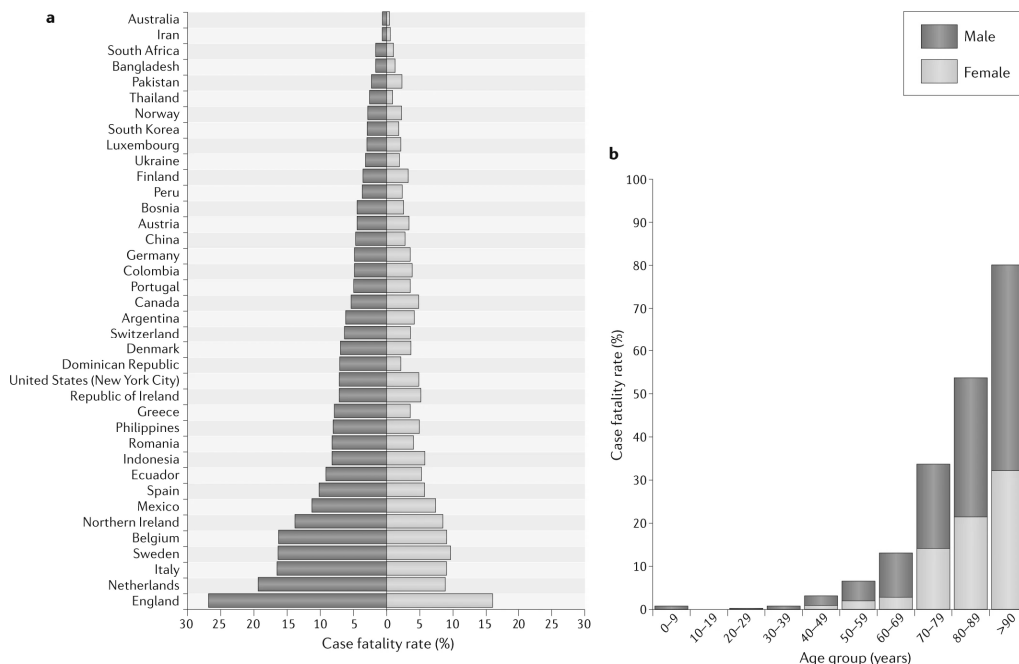 a
Australia
Iran
South Africa
Bangladesh
Pakistan
Thailand
Norway
South Korea
Luxembourg
Ukraine
Finland
Peru
Bosnia
Austria
China
Germany
Colombia
Portugal
Canada
Argentina
Switzerland
Denmark
Dominican Republic
United States (New York City)
Republic of Ireland
Greece
Philippines
Romania
Indonesia
Ecuador
Spain
Mexico
Northern Ireland
Belgium
Sweden
Italy
Netherlands
England
30 25 20 15 10 5 0 5 10 15 20 25 30
Case fatality rate (%)
Male
Female
b
100
90
80
70
60
50
40
30
20
10
0
Case fatality rate (%)
0–9 10–19 20–29 30–39 40–49 50–59 60–69 70–79 80–89 >90
Age group (years)